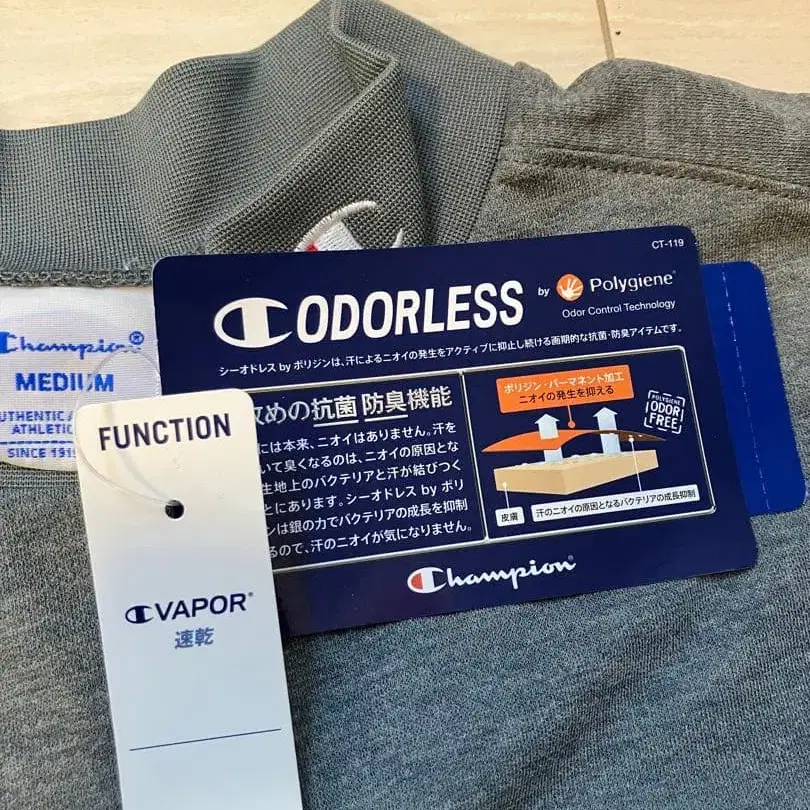 CT-119
C ODORLESS by Polygiene®
Odor Control Technology
シーオドレス by ポリジンは、汗によるニオイの発生をアクティブに抑止し続ける画期的な抗菌・防臭アイテムです。
めの抗菌 防臭機能
には本来、ニオイはありません。汗を
いて臭くなるのは、ニオイの原因とな
生地上のバクテリアと汗が結びつく
とにあります。シーオドレス by ポリ
ンは銀の力でバクテリアの成長を抑制
るので、汗のニオイが気になりません。
ポリジン・パーマネント加工
ニオイの発生を抑える
POLYGIENE
ODOR
FREE
皮膚
汗のニオイの原因となるバクテリアの成長抑制
Champion
Champion®
MEDIUM
AUTHENTIC
ATHLETIC
SINCE 1919
FUNCTION
C VAPOR®
速乾